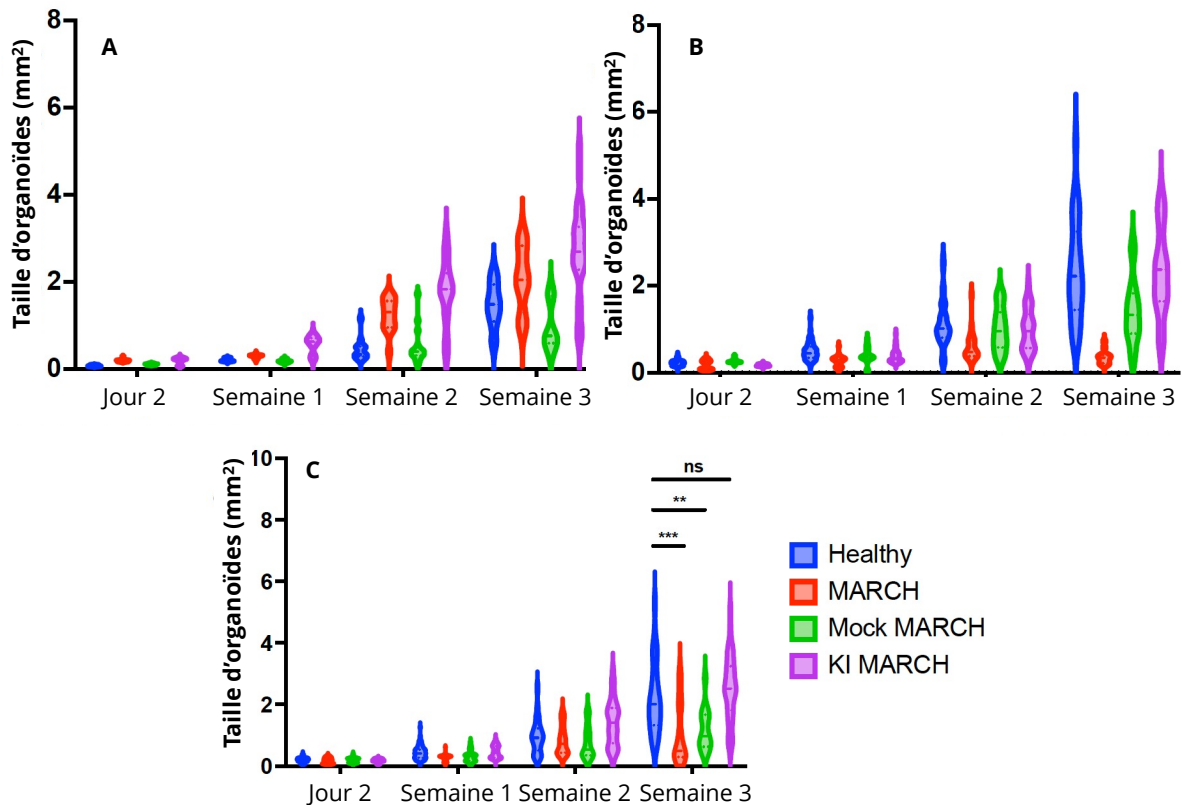 A
Taille d'organoïdes (mm²)
8
6
4
2
0
Jour 2
Semaine 1
Semaine 2
Semaine 3
B
Taille d'organoïdes (mm²)
8
6
4
2
0
Jour 2
Semaine 1
Semaine 2
Semaine 3
C
Taille d'organoïdes (mm²)
10
8
6
4
2
0
ns
**
***
Jour 2
Semaine 1
Semaine 2
Semaine 3
Healthy
MARCH
Mock MARCH
KI MARCH